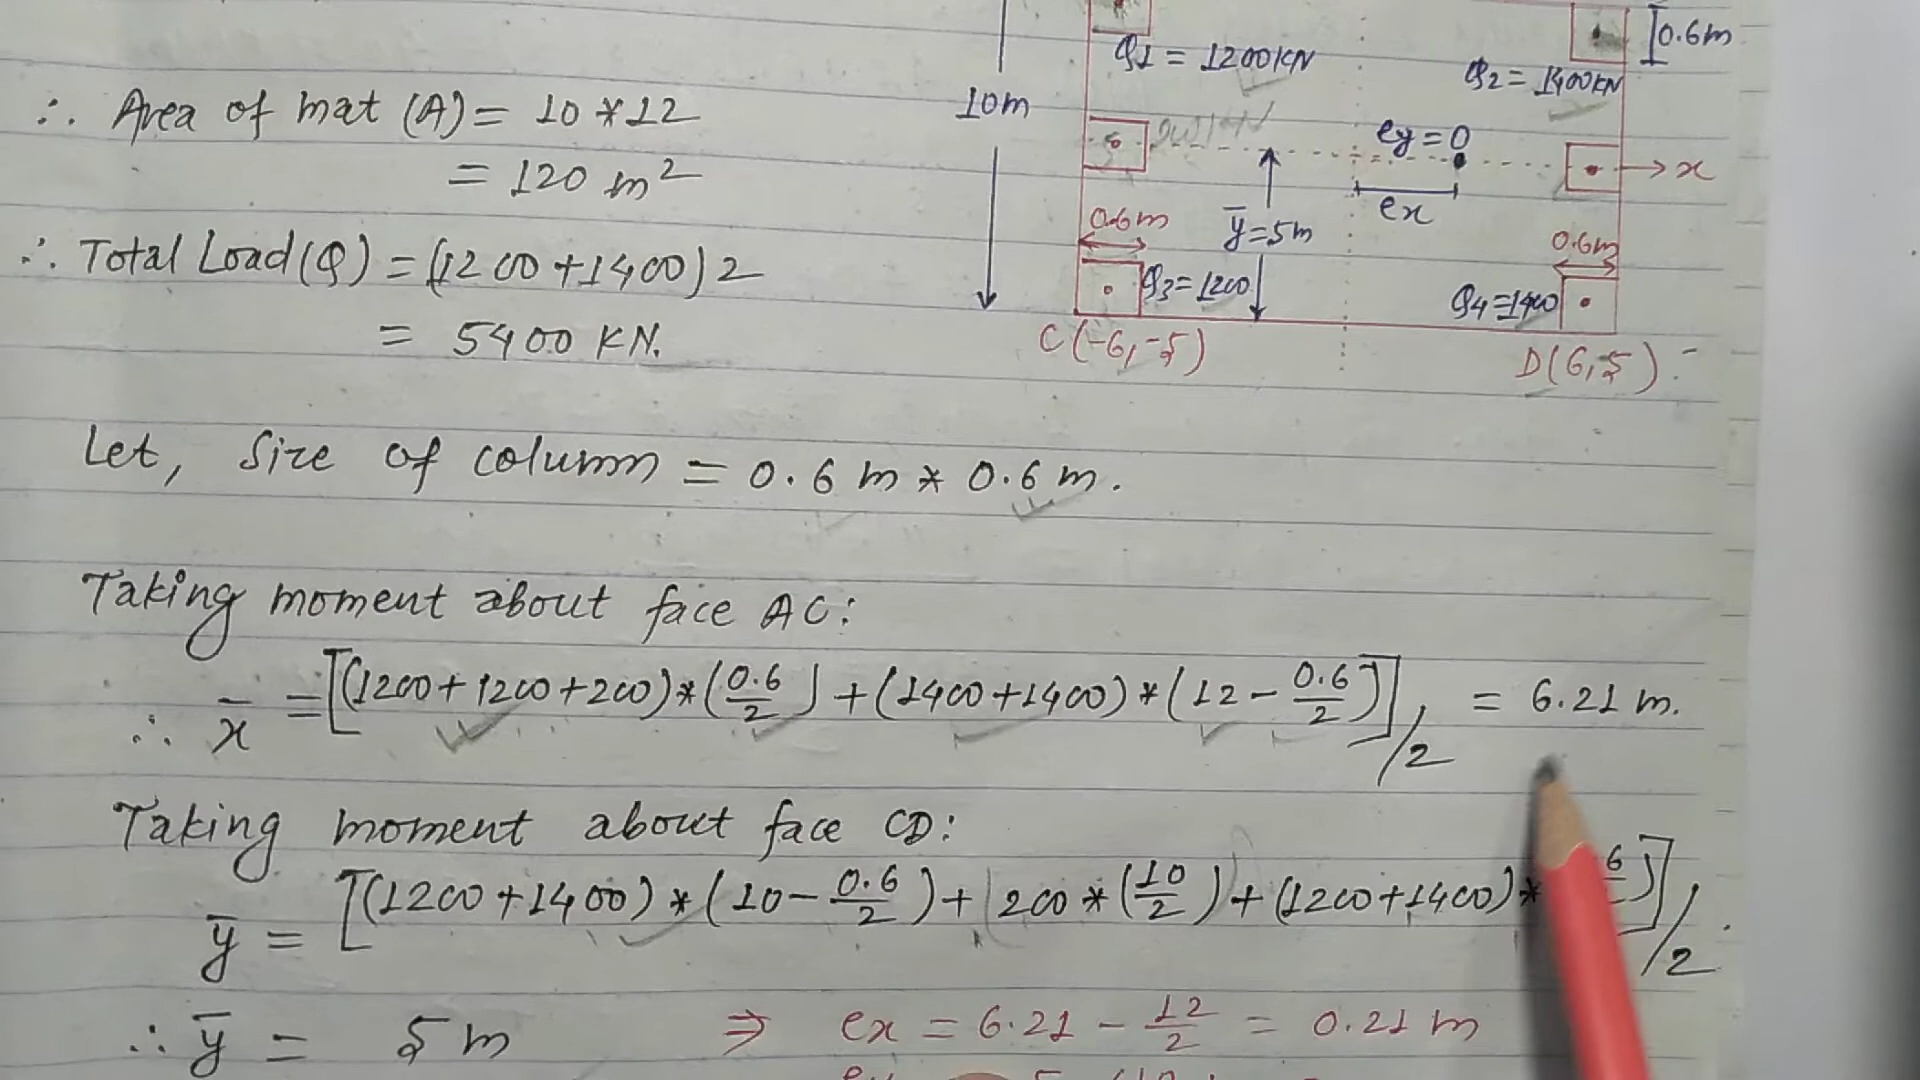 0.6m
Q1 = 1200KN
Q2 = 1400KN
∴ Area of mat (A) = 10 * 12
= 120 m²
10m
ey = 0
x
ex
0.6m
ȳ = 5m
0.6m
∴ Total Load (Q) = (1200 + 1400) 2
= 5400 KN.
Q3 = 1200
Q4 = 1400
C (-6, -5)
D (6, 5)
Let, Size of column = 0.6 m * 0.6 m.
Taking moment about face AC:
∴ x̄ = [(1200 + 1200 + 200) * (0.6/2) + (1400 + 1400) * (12 - 0.6/2)] / 2 = 6.21 m.
Taking moment about face CD:
ȳ = [(1200 + 1400) * (10 - 0.6/2) + (200 * (10/2) + (1200 + 1400) * 6)] / 2
∴ ȳ = 5 m ⇒ ex = 6.21 - 12/2 = 0.21 m